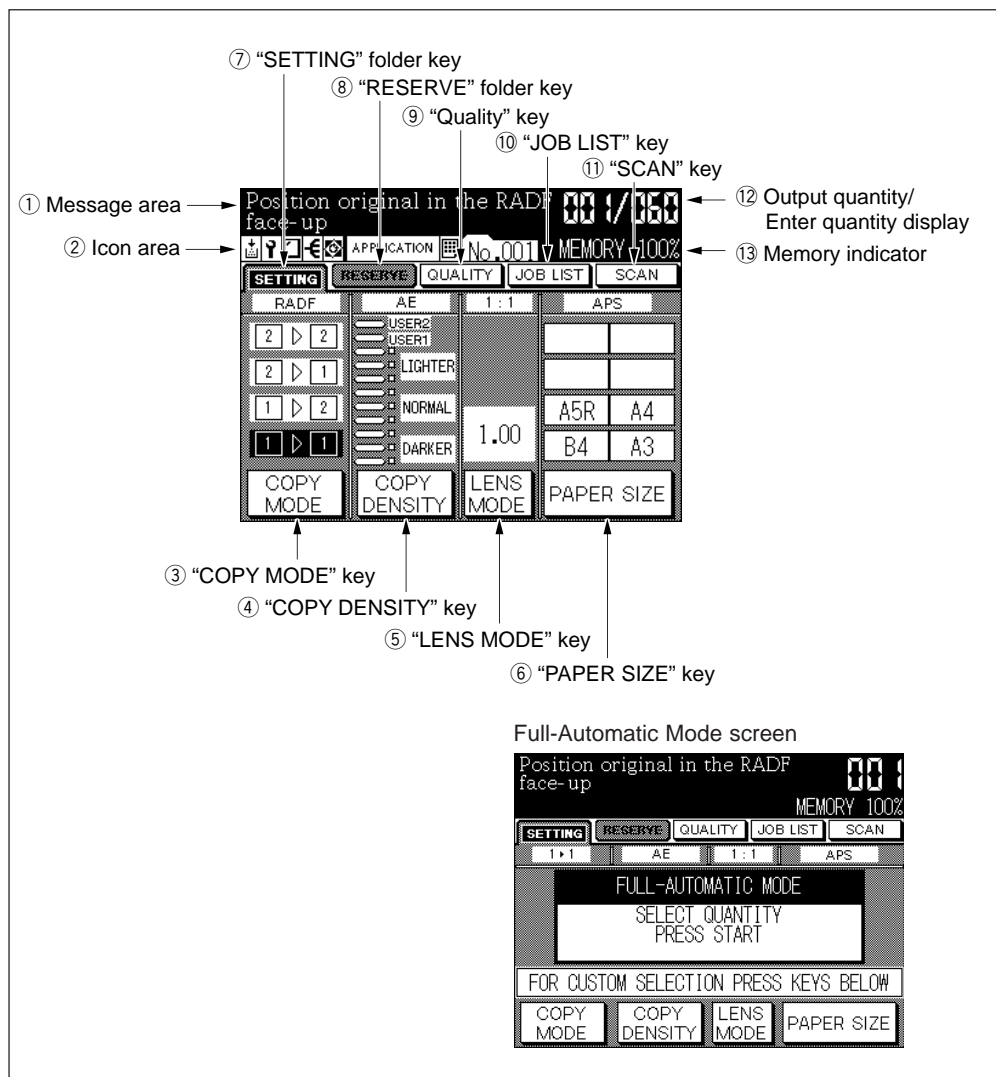 ⑦ “SETTING” folder key
⑧ “RESERVE” folder key
⑨ “Quality” key
⑩ “JOB LIST” key
⑪ “SCAN” key
① Message area
Position original in the RADF
face-up
001/060
⑫ Output quantity/
Enter quantity display
② Icon area
APPLICATION
No.001
MEMORY 100%
⑬ Memory indicator
SETTING RESERVE QUALITY JOB LIST SCAN
RADF AE 1:1 APS
2 ▷ 2
USER2
USER1
2 ▷ 1
LIGHTER
1 ▷ 2
NORMAL
A5R A4
1 ▷ 1
DARKER
1.00
B4 A3
COPY MODE
COPY DENSITY
LENS MODE
PAPER SIZE
③ “COPY MODE” key
④ “COPY DENSITY” key
⑤ “LENS MODE” key
⑥ “PAPER SIZE” key
Full-Automatic Mode screen
Position original in the RADF
face-up
001
MEMORY 100%
SETTING RESERVE QUALITY JOB LIST SCAN
1▸1 AE 1:1 APS
FULL-AUTOMATIC MODE
SELECT QUANTITY
PRESS START
FOR CUSTOM SELECTION PRESS KEYS BELOW
COPY MODE
COPY DENSITY
LENS MODE
PAPER SIZE